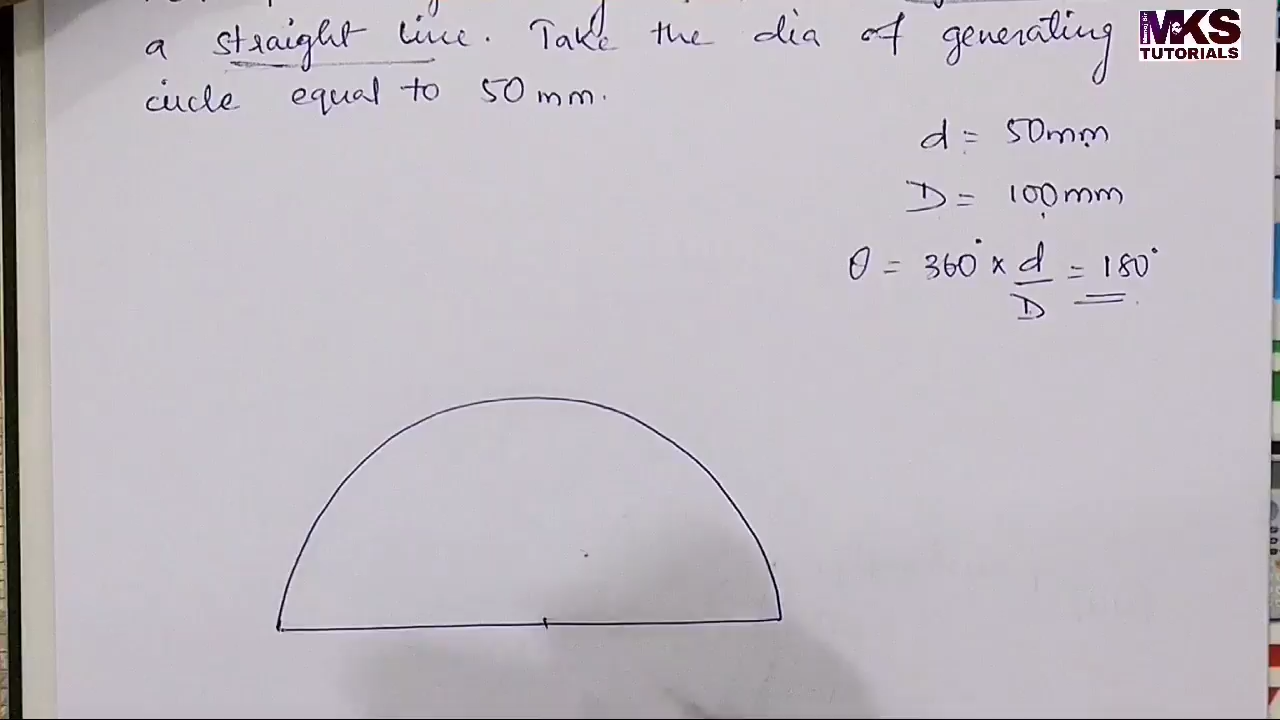 a straight line. Take the dia of generating
circle equal to 50 mm.
MKS
TUTORIALS
d = 50mm
D = 100mm
θ = 360° × d/D = 180°